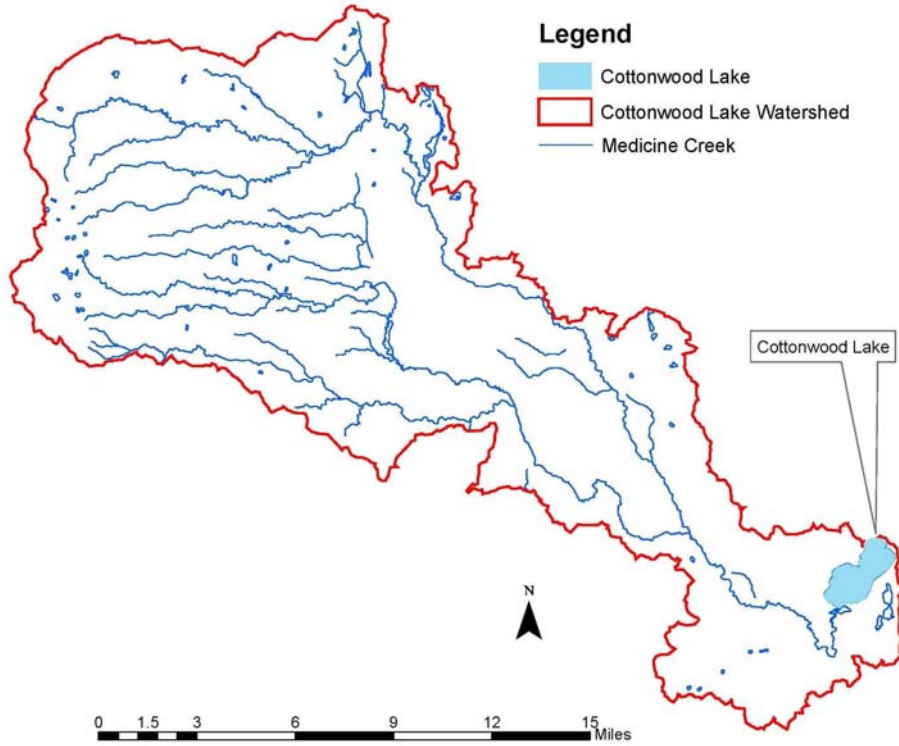 Legend
Cottonwood Lake
Cottonwood Lake Watershed
Medicine Creek
Cottonwood Lake
N
0 1.5 3 6 9 12 15
Miles